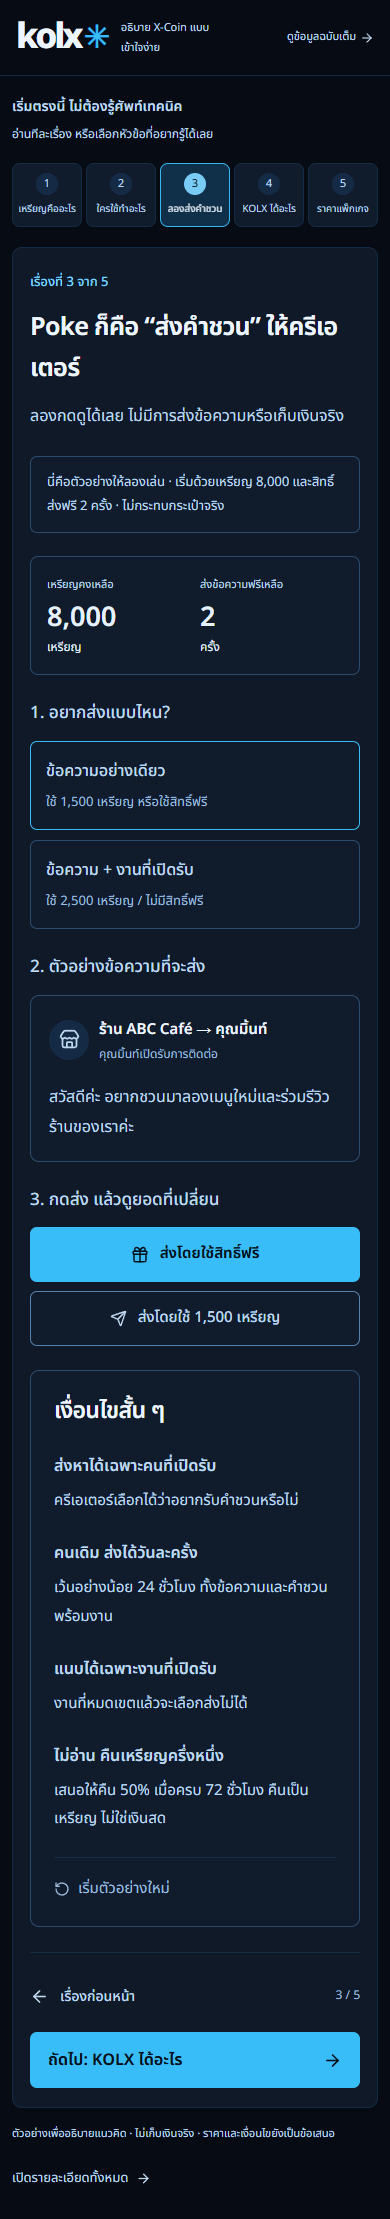 kolx
อธิบาย X-Coin แบบ
เข้าใจง่าย
ดูข้อมูลฉบับเต็ม →
เริ่มตรงนี้ ไม่ต้องรู้ศัพท์เทคนิค
อ่านทีละเรื่อง หรือเลือกหัวข้อที่อยากรู้ได้เลย
1
เหรียญคืออะไร
2
ใครใช้ทำอะไร
3
ลองส่งคำชวน
4
KOLX ได้อะไร
5
ราคาแพ็กเกจ
เรื่องที่ 3 จาก 5
Poke ก็คือ “ส่งคำชวน” ให้ครีเอ
เตอร์
ลองกดดูได้เลย ไม่มีการส่งข้อความหรือเก็บเงินจริง
นี่คือตัวอย่างให้ลองเล่น · เริ่มด้วยเหรียญ 8,000 และสิทธิ์
ส่งฟรี 2 ครั้ง · ไม่กระทบกระเป๋าจริง
เหรียญคงเหลือ
8,000
เหรียญ
ส่งข้อความฟรีเหลือ
2
ครั้ง
1. อยากส่งแบบไหน?
ข้อความอย่างเดียว
ใช้ 1,500 เหรียญ หรือใช้สิทธิ์ฟรี
ข้อความ + งานที่เปิดรับ
ใช้ 2,500 เหรียญ / ไม่มีสิทธิ์ฟรี
2. ตัวอย่างข้อความที่จะส่ง
ร้าน ABC Café → คุณมิ้นท์
คุณมิ้นท์เปิดรับการติดต่อ
สวัสดีค่ะ อยากชวนมาลองเมนูใหม่และร่วมรีวิว
ร้านของเราค่ะ
3. กดส่ง แล้วดูยอดที่เปลี่ยน
ส่งโดยใช้สิทธิ์ฟรี
ส่งโดยใช้ 1,500 เหรียญ
เงื่อนไขสั้น ๆ
ส่งหาได้เฉพาะคนที่เปิดรับ
ครีเอเตอร์เลือกได้ว่าอยากรับคำชวนหรือไม่
คนเดิม ส่งได้วันละครั้ง
เว้นอย่างน้อย 24 ชั่วโมง ทั้งข้อความและคำชวน
พร้อมงาน
แนบได้เฉพาะงานที่เปิดรับ
งานที่หมดเขตแล้วจะเลือกส่งไม่ได้
ไม่อ่าน คืนเหรียญครึ่งหนึ่ง
เสนอให้คืน 50% เมื่อครบ 72 ชั่วโมง คืนเป็น
เหรียญ ไม่ใช่เงินสด
เริ่มตัวอย่างใหม่
← เรื่องก่อนหน้า
3 / 5
ถัดไป: KOLX ได้อะไร →
ตัวอย่างเพื่ออธิบายแนวคิด · ไม่เก็บเงินจริง · ราคาและเงื่อนไขยังเป็นข้อเสนอ
เปิดรายละเอียดทั้งหมด →